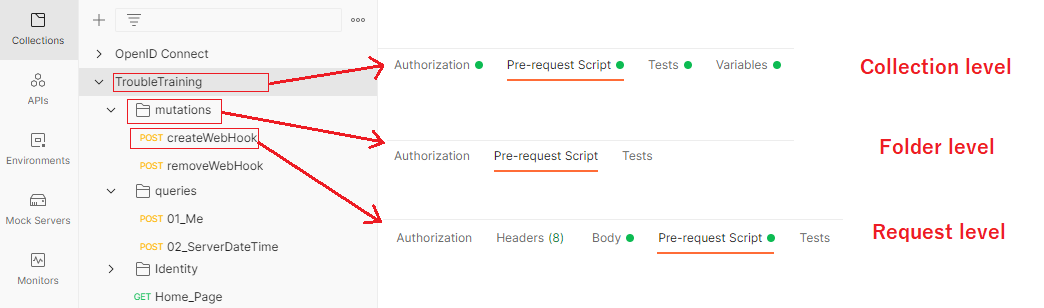 Collections
APIs
Environments
Mock Servers
Monitors
OpenID Connect
TroubleTraining
mutations
POST createWebHook
POST removeWebHook
queries
POST 01_Me
POST 02_ServerDateTime
Identity
GET Home_Page
Authorization Pre-request Script Tests Variables
Collection level
Authorization Pre-request Script Tests
Folder level
Authorization Headers (8) Body Pre-request Script Tests
Request level